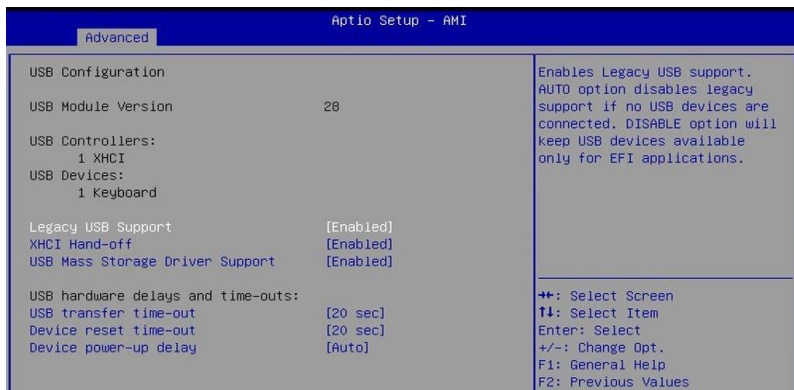 Aptio Setup - AMI
Advanced
USB Configuration
USB Module Version 28
USB Controllers:
1 XHCI
USB Devices:
1 Keyboard
Legacy USB Support [Enabled]
XHCI Hand-off [Enabled]
USB Mass Storage Driver Support [Enabled]
USB hardware delays and time-outs:
USB transfer time-out [20 sec]
Device reset time-out [20 sec]
Device power-up delay [Auto]
Enables Legacy USB support.
AUTO option disables legacy
support if no USB devices are
connected. DISABLE option will
keep USB devices available
only for EFI applications.
→←: Select Screen
↑↓: Select Item
Enter: Select
+/-: Change Opt.
F1: General Help
F2: Previous Values